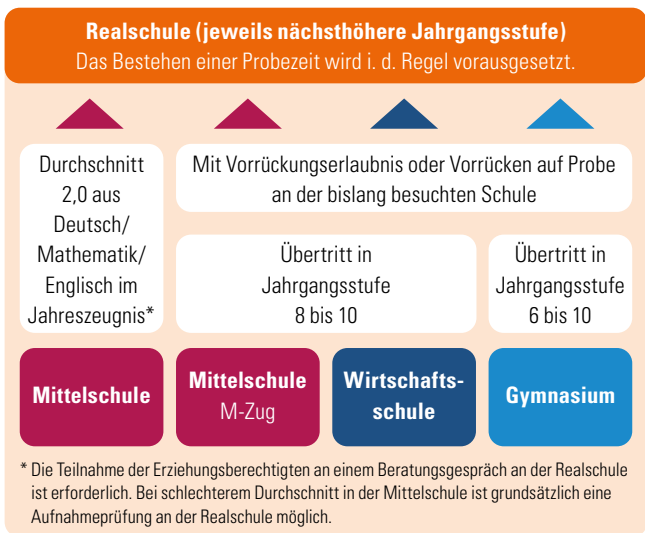 Realschule (jeweils nächsthöhere Jahrgangsstufe)
Das Bestehen einer Probezeit wird i. d. Regel vorausgesetzt.
Durchschnitt
2,0 aus
Deutsch/
Mathematik/
Englisch im
Jahreszeugnis*
Mit Vorrückungserlaubnis oder Vorrücken auf Probe
an der bislang besuchten Schule
Übertritt in
Jahrgangsstufe
8 bis 10
Übertritt in
Jahrgangsstufe
6 bis 10
Mittelschule
Mittelschule
M-Zug
Wirtschafts-
schule
Gymnasium
* Die Teilnahme der Erziehungsberechtigten an einem Beratungsgespräch an der Realschule
ist erforderlich. Bei schlechterem Durchschnitt in der Mittelschule ist grundsätzlich eine
Aufnahmeprüfung an der Realschule möglich.